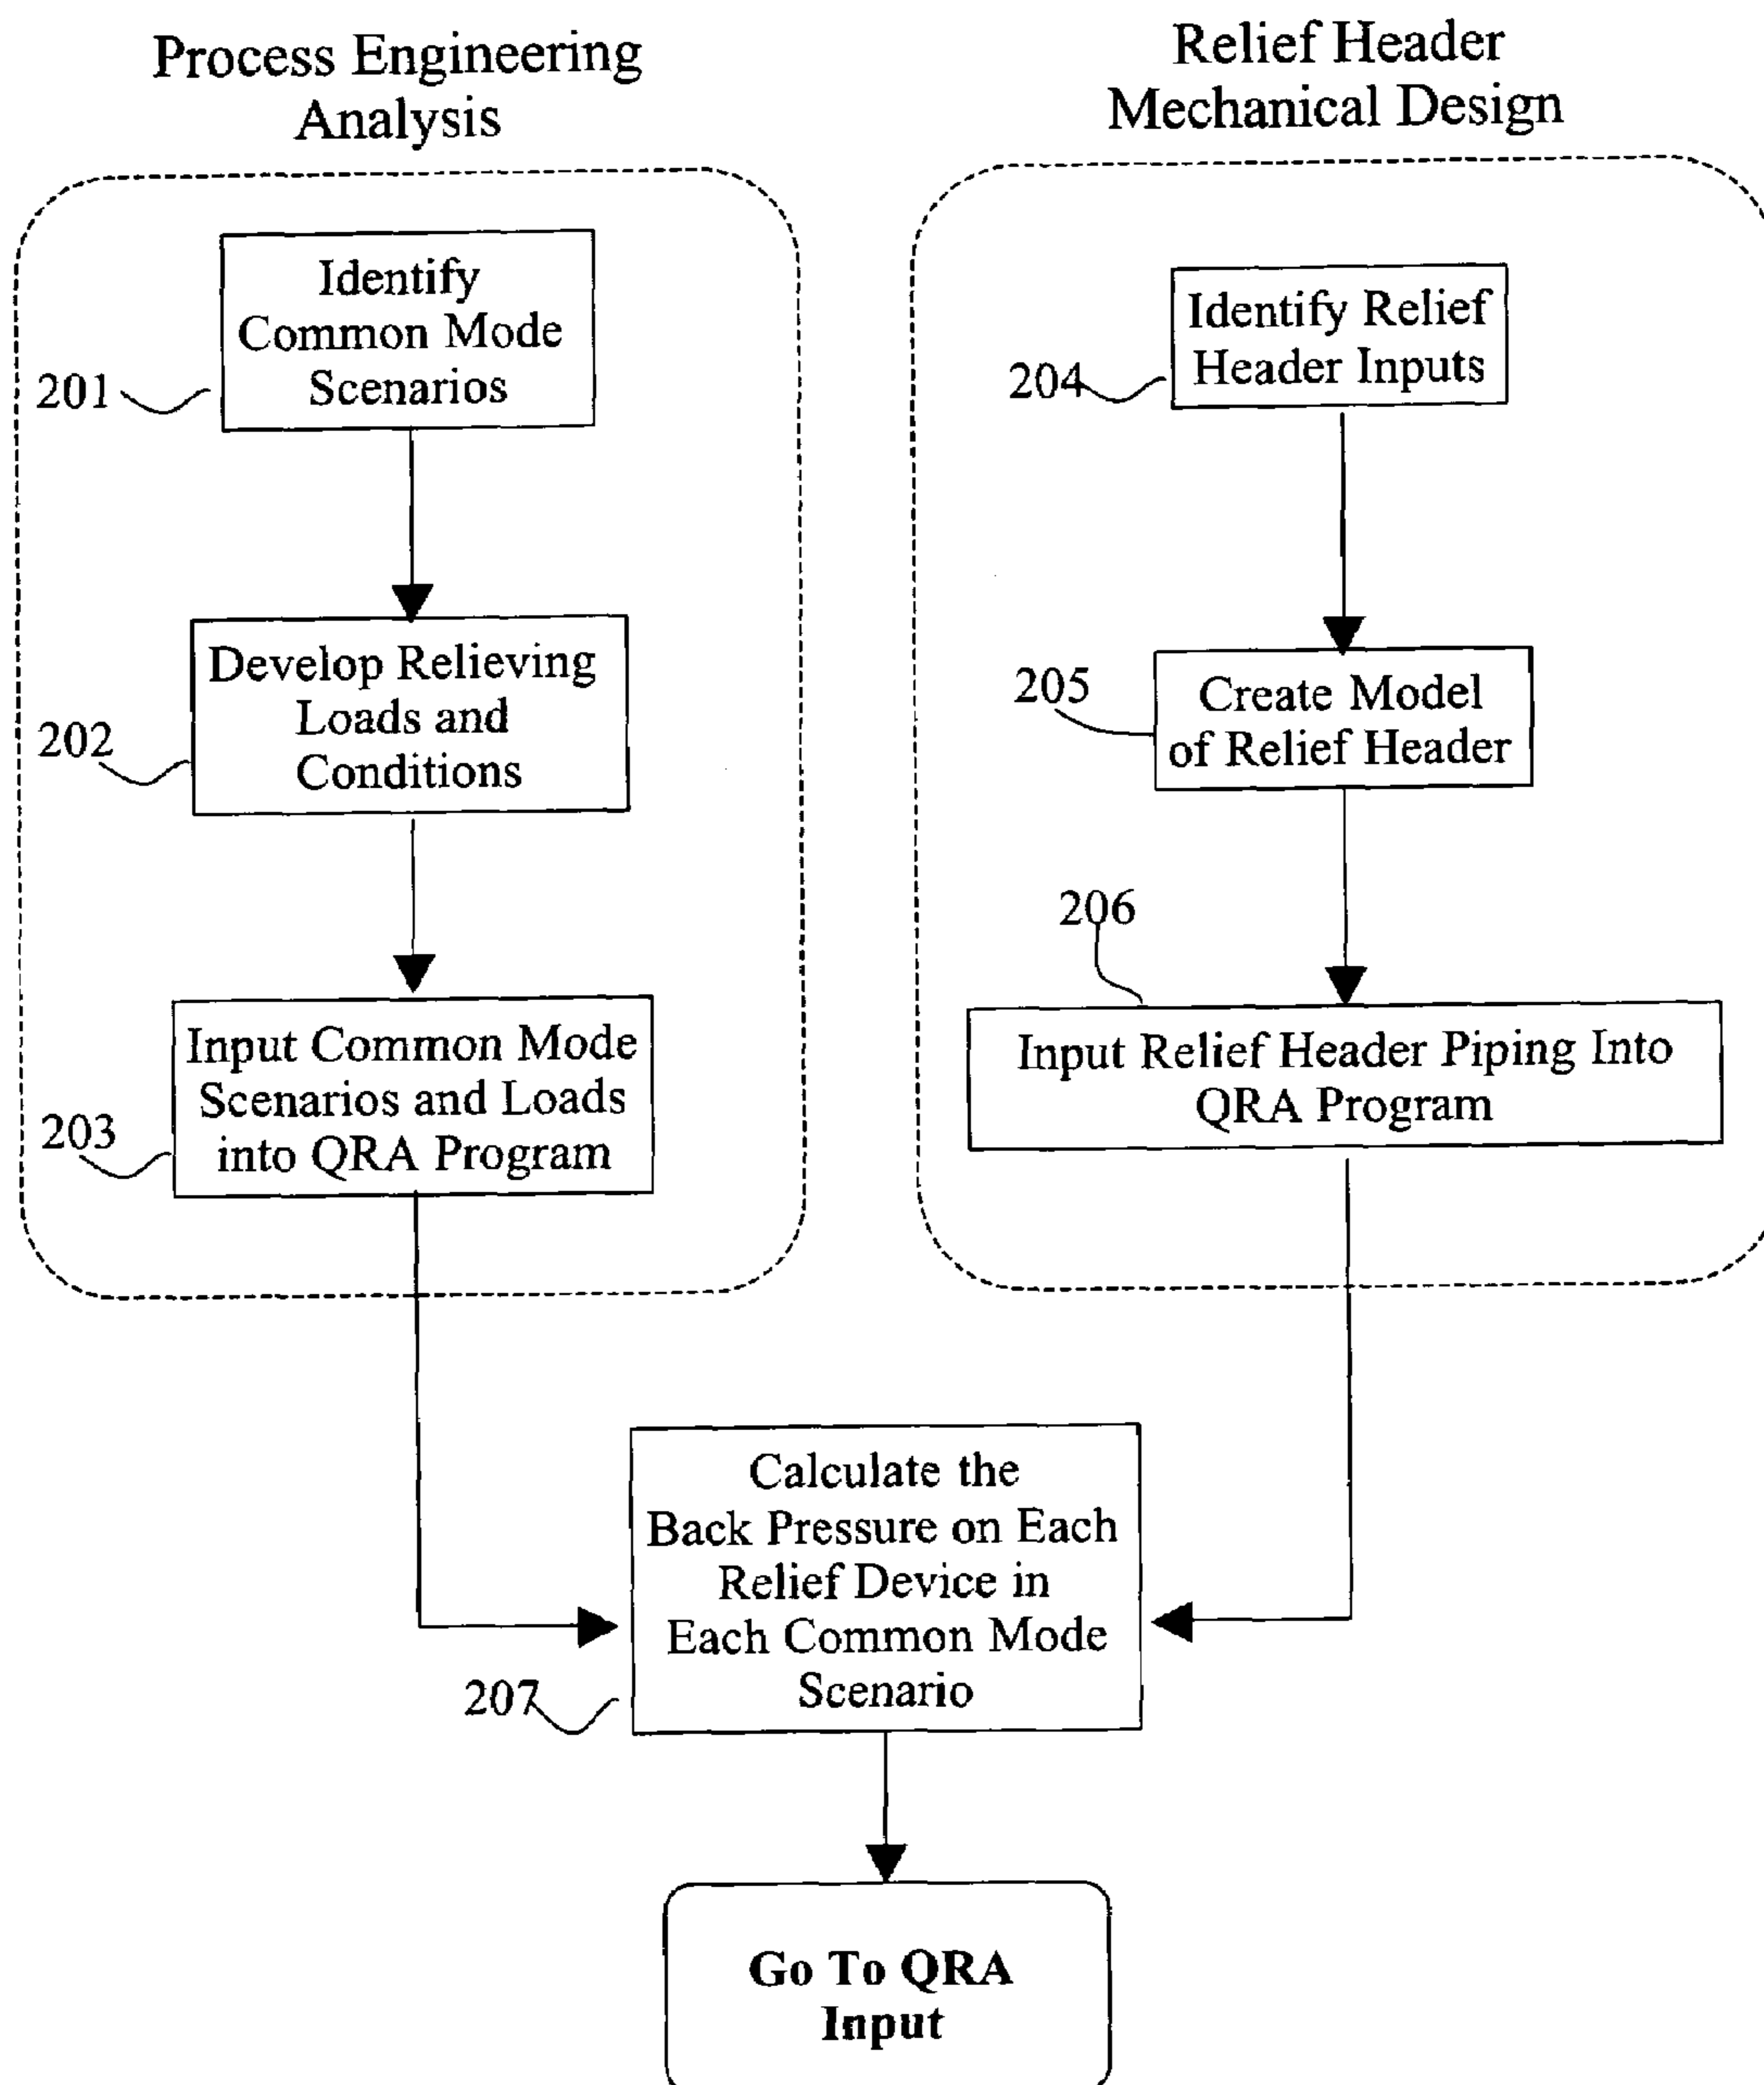 Process Engineering
Analysis
Identify
Common Mode
Scenarios
201
Develop Relieving
Loads and
Conditions
202
Input Common Mode
Scenarios and Loads
into QRA Program
203
Relief Header
Mechanical Design
Identify Relief
Header Inputs
204
Create Model
of Relief Header
205
206
Input Relief Header Piping Into
QRA Program
Calculate the
Back Pressure on Each
Relief Device in
Each Common Mode
Scenario
207
Go To QRA
Input